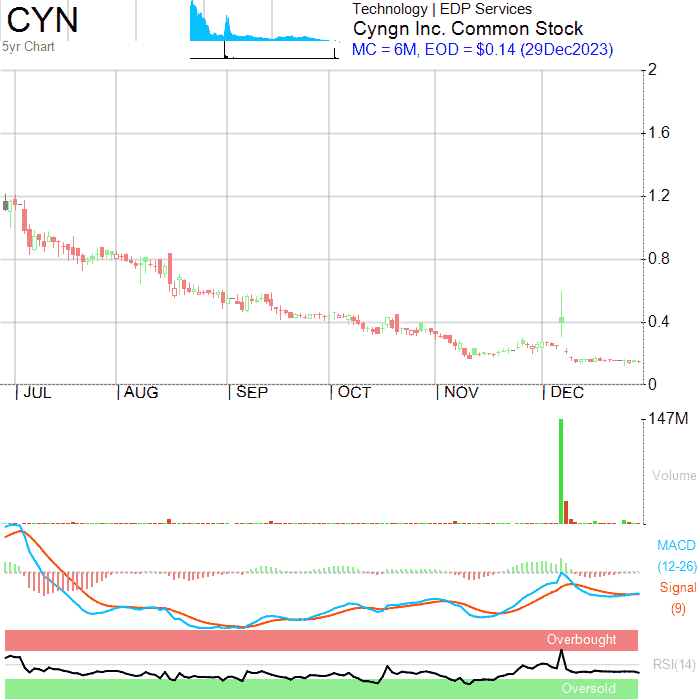 CYN
5yr Chart
Technology | EDP Services
Cyngn Inc. Common Stock
MC = 6M, EOD = $0.14 (29Dec2023)
2
1.6
1.2
0.8
0.4
0
JUL AUG SEP OCT NOV DEC
147M
Volume
MACD
(12-26)
Signal
(9)
Overbought
RSI(14)
Oversold